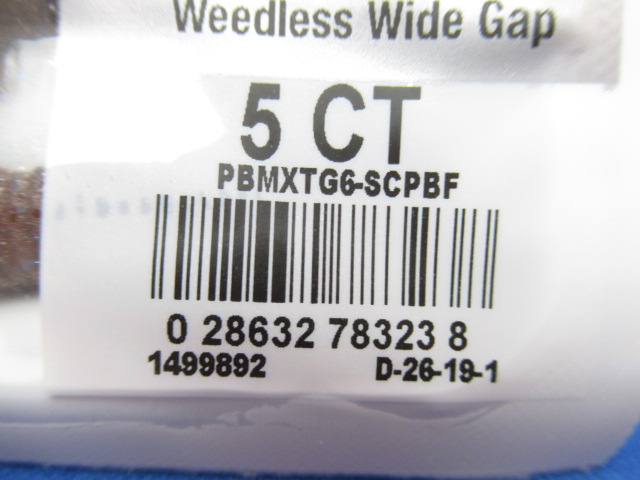 Weedless Wide Gap
5 CT
PBMXTG6-SCPBF
0 28632 78323 8
1499892 D-26-19-1